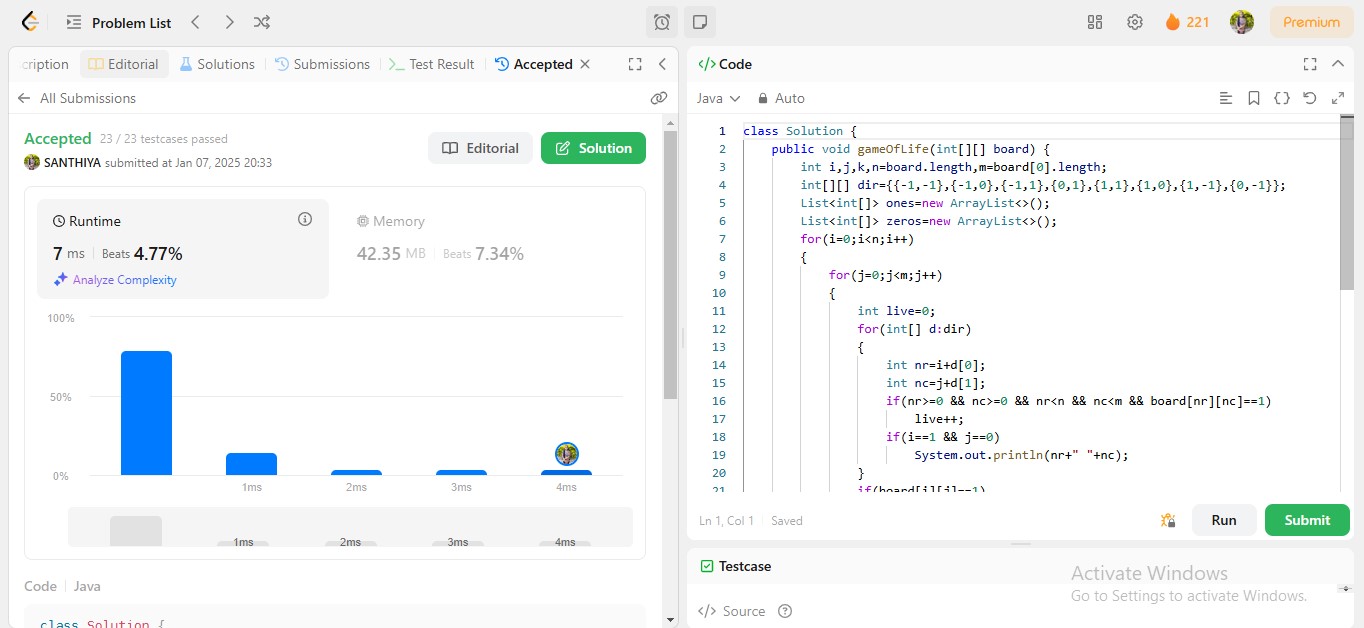 Problem List
221
Premium
cription
Editorial
Solutions
Submissions
Test Result
Accepted
All Submissions
Accepted 23 / 23 testcases passed
SANTHIYA submitted at Jan 07, 2025 20:33
Editorial
Solution
Runtime
7 ms | Beats 4.77%
Analyze Complexity
Memory
42.35 MB | Beats 7.34%
100%
50%
0%
1ms 2ms 3ms 4ms
1ms 2ms 3ms 4ms
Code | Java
class Solution {
</> Code
Java Auto
1 class Solution {
2 public void gameOfLife(int[][] board) {
3 int i,j,k,n=board.length,m=board[0].length;
4 int[][] dir={{-1,-1},{-1,0},{-1,1},{0,1},{1,1},{1,0},{1,-1},{0,-1}};
5 List<int[]> ones=new ArrayList<>();
6 List<int[]> zeros=new ArrayList<>();
7 for(i=0;i<n;i++)
8 {
9 for(j=0;j<m;j++)
10 {
11 int live=0;
12 for(int[] d:dir)
13 {
14 int nr=i+d[0];
15 int nc=j+d[1];
16 if(nr>=0 && nc>=0 && nr<n && nc<m && board[nr][nc]==1)
17 live++;
18 if(i==1 && j==0)
19 System.out.println(nr+" "+nc);
20 }
21 if(board[i][j]==1)
Ln 1, Col 1 | Saved
Run
Submit
Testcase
</> Source
Activate Windows
Go to Settings to activate Windows.